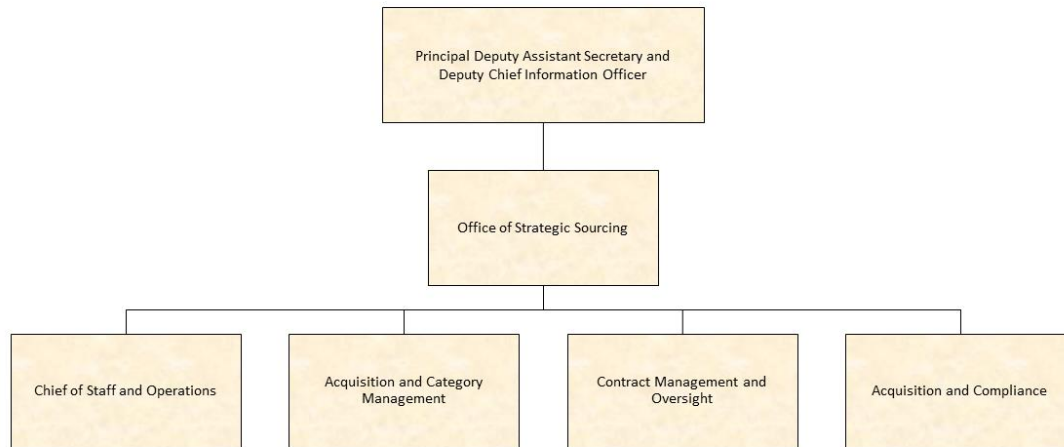 Principal Deputy Assistant Secretary and
Deputy Chief Information Officer
Office of Strategic Sourcing
Chief of Staff and Operations
Acquisition and Category
Management
Contract Management and
Oversight
Acquisition and Compliance